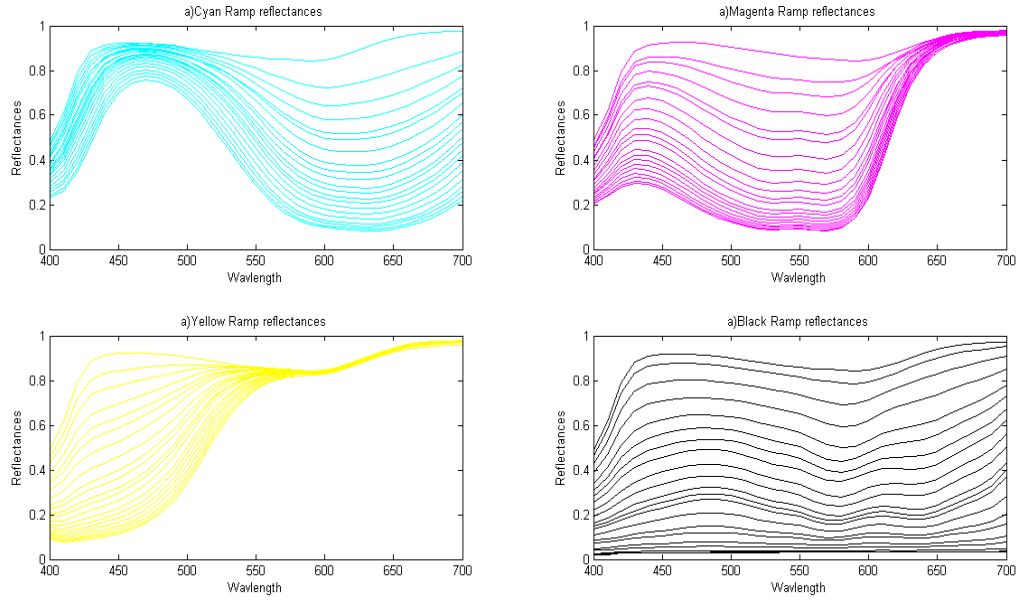 a)Cyan Ramp reflectances
1
0.8
0.6
0.4
0.2
0
Reflectances
400 450 500 550 600 650 700
Wavlength
a)Magenta Ramp reflectances
1
0.8
0.6
0.4
0.2
0
Reflectances
400 450 500 550 600 650 700
Wavlength
a)Yellow Ramp reflectances
1
0.8
0.6
0.4
0.2
0
Reflectances
400 450 500 550 600 650 700
Wavlength
a)Black Ramp reflectances
1
0.8
0.6
0.4
0.2
0
Reflectances
400 450 500 550 600 650 700
Wavlength